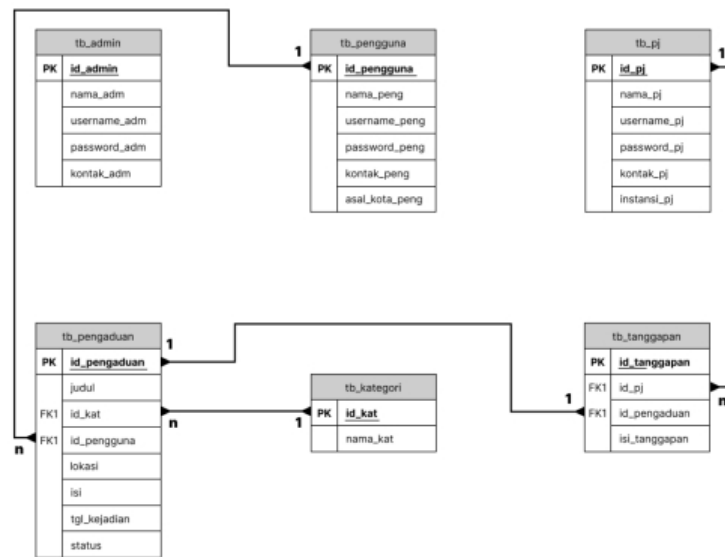 tb_admin
PK id_admin
nama_adm
username_adm
password_adm
kontak_adm
1
tb_pengguna
PK id_pengguna
nama_peng
username_peng
password_peng
kontak_peng
asal_kota_peng
tb_pj
1
PK id_pj
nama_pj
username_pj
password_pj
kontak_pj
instansi_pj
tb_pengaduan
1
PK id_pengaduan
judul
FK1 id_kat
n
FK1 id_pengguna
n
lokasi
isi
tgl_kejadian
status
tb_kategori
1
PK id_kat
nama_kat
tb_tanggapan
PK id_tanggapan
FK1 id_pj
n
1
FK1 id_pengaduan
isi_tanggapan